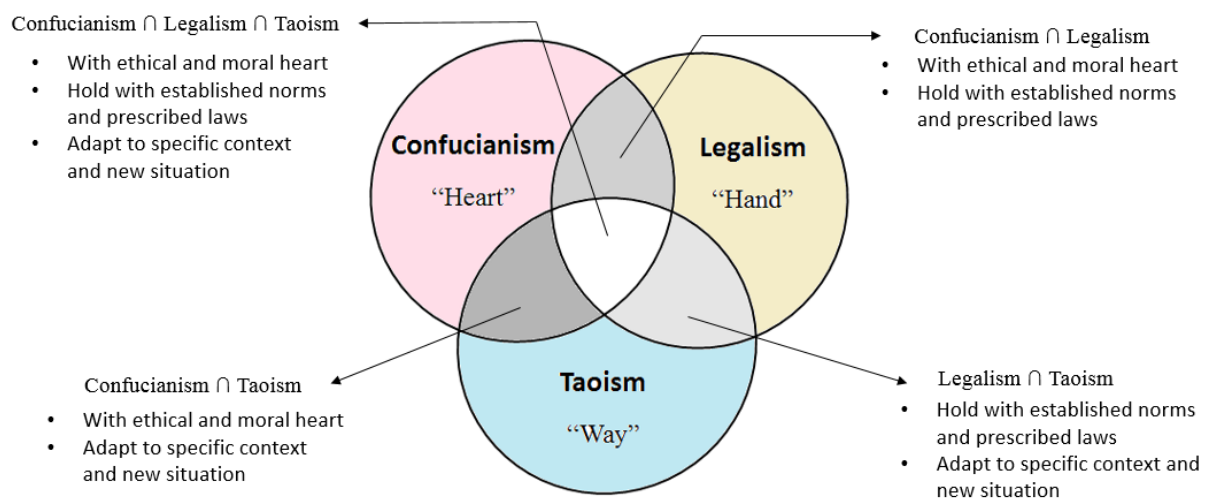 Confucianism ∩ Legalism ∩ Taoism
• With ethical and moral heart
• Hold with established norms
and prescribed laws
• Adapt to specific context
and new situation
Confucianism ∩ Legalism
• With ethical and moral heart
• Hold with established norms
and prescribed laws
Confucianism
“Heart”
Legalism
“Hand”
Taoism
“Way”
Confucianism ∩ Taoism
• With ethical and moral heart
• Adapt to specific context
and new situation
Legalism ∩ Taoism
• Hold with established norms
and prescribed laws
• Adapt to specific context and
new situation